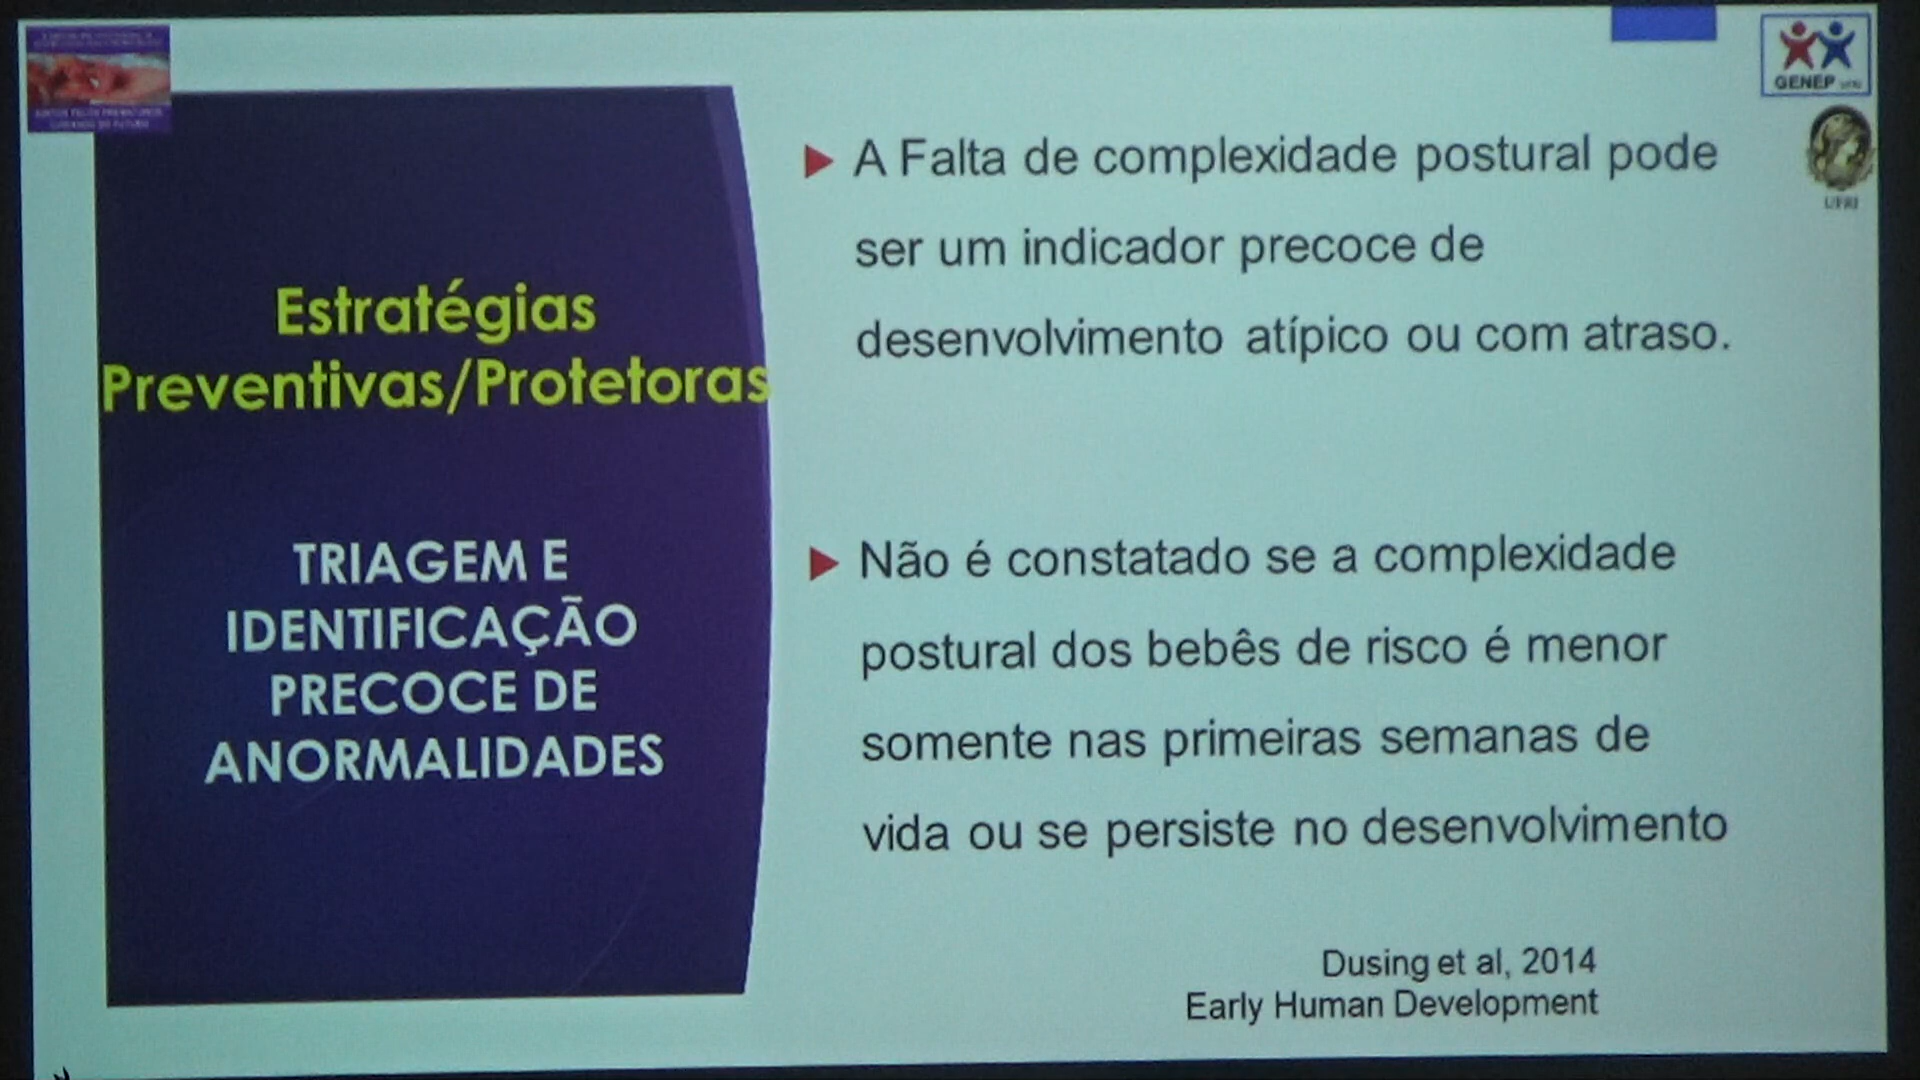 Estratégias
Preventivas/Protetoras
TRIAGEM E
IDENTIFICAÇÃO
PRECOCE DE
ANORMALIDADES
A Falta de complexidade postural pode
ser um indicador precoce de
desenvolvimento atípico ou com atraso.
Não é constatado se a complexidade
postural dos bebês de risco é menor
somente nas primeiras semanas de
vida ou se persiste no desenvolvimento
Dusing et al, 2014
Early Human Development
GENEP
UFRJ